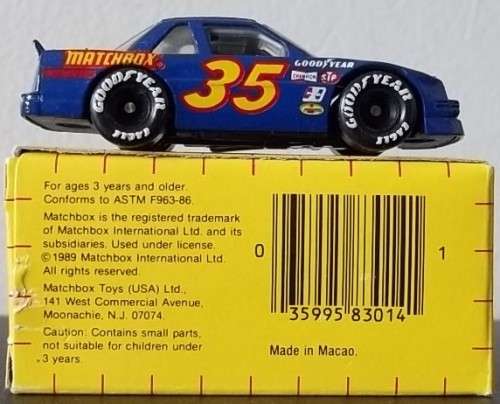 MATCHBOX
GOODYEAR
EAGLE
35
GOODYEAR
CHAMPION
STP
GOODYEAR
EAGLE
For ages 3 years and older.
Conforms to ASTM F963-86.
Matchbox is the registered trademark
of Matchbox International Ltd. and its
subsidiaries. Used under license.
©1989 Matchbox International Ltd.
All rights reserved.
Matchbox Toys (USA) Ltd.,
141 West Commercial Avenue,
Moonachie, N.J. 07074.
Caution: Contains small parts,
not suitable for children under
3 years.
0 35995 83014 1
Made in Macao.